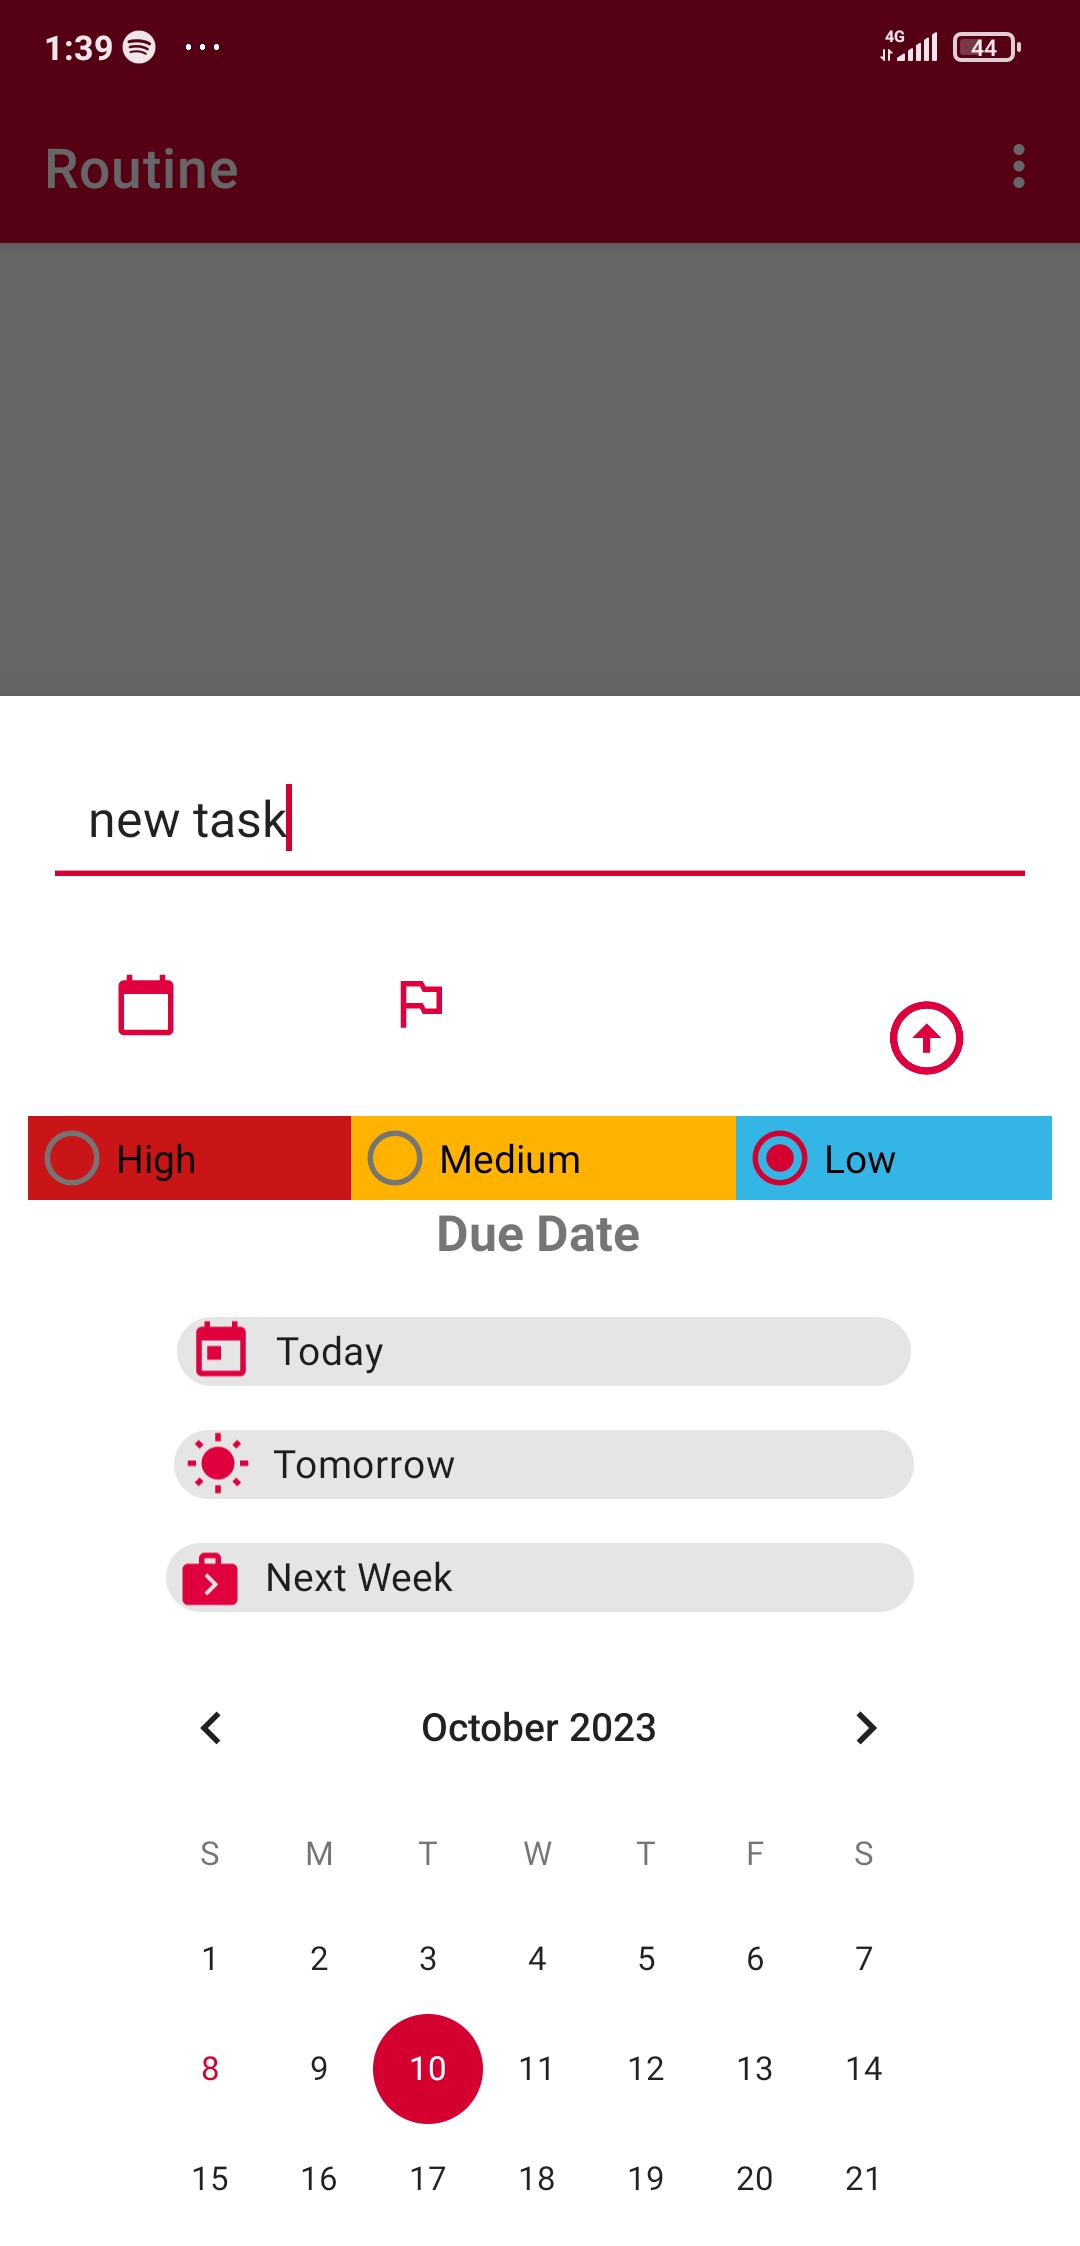 1:39 ... 4G 44
Routine
new task
High Medium Low
Due Date
Today
Tomorrow
Next Week
October 2023
S M T W T F S
1 2 3 4 5 6 7
8 9 10 11 12 13 14
15 16 17 18 19 20 21